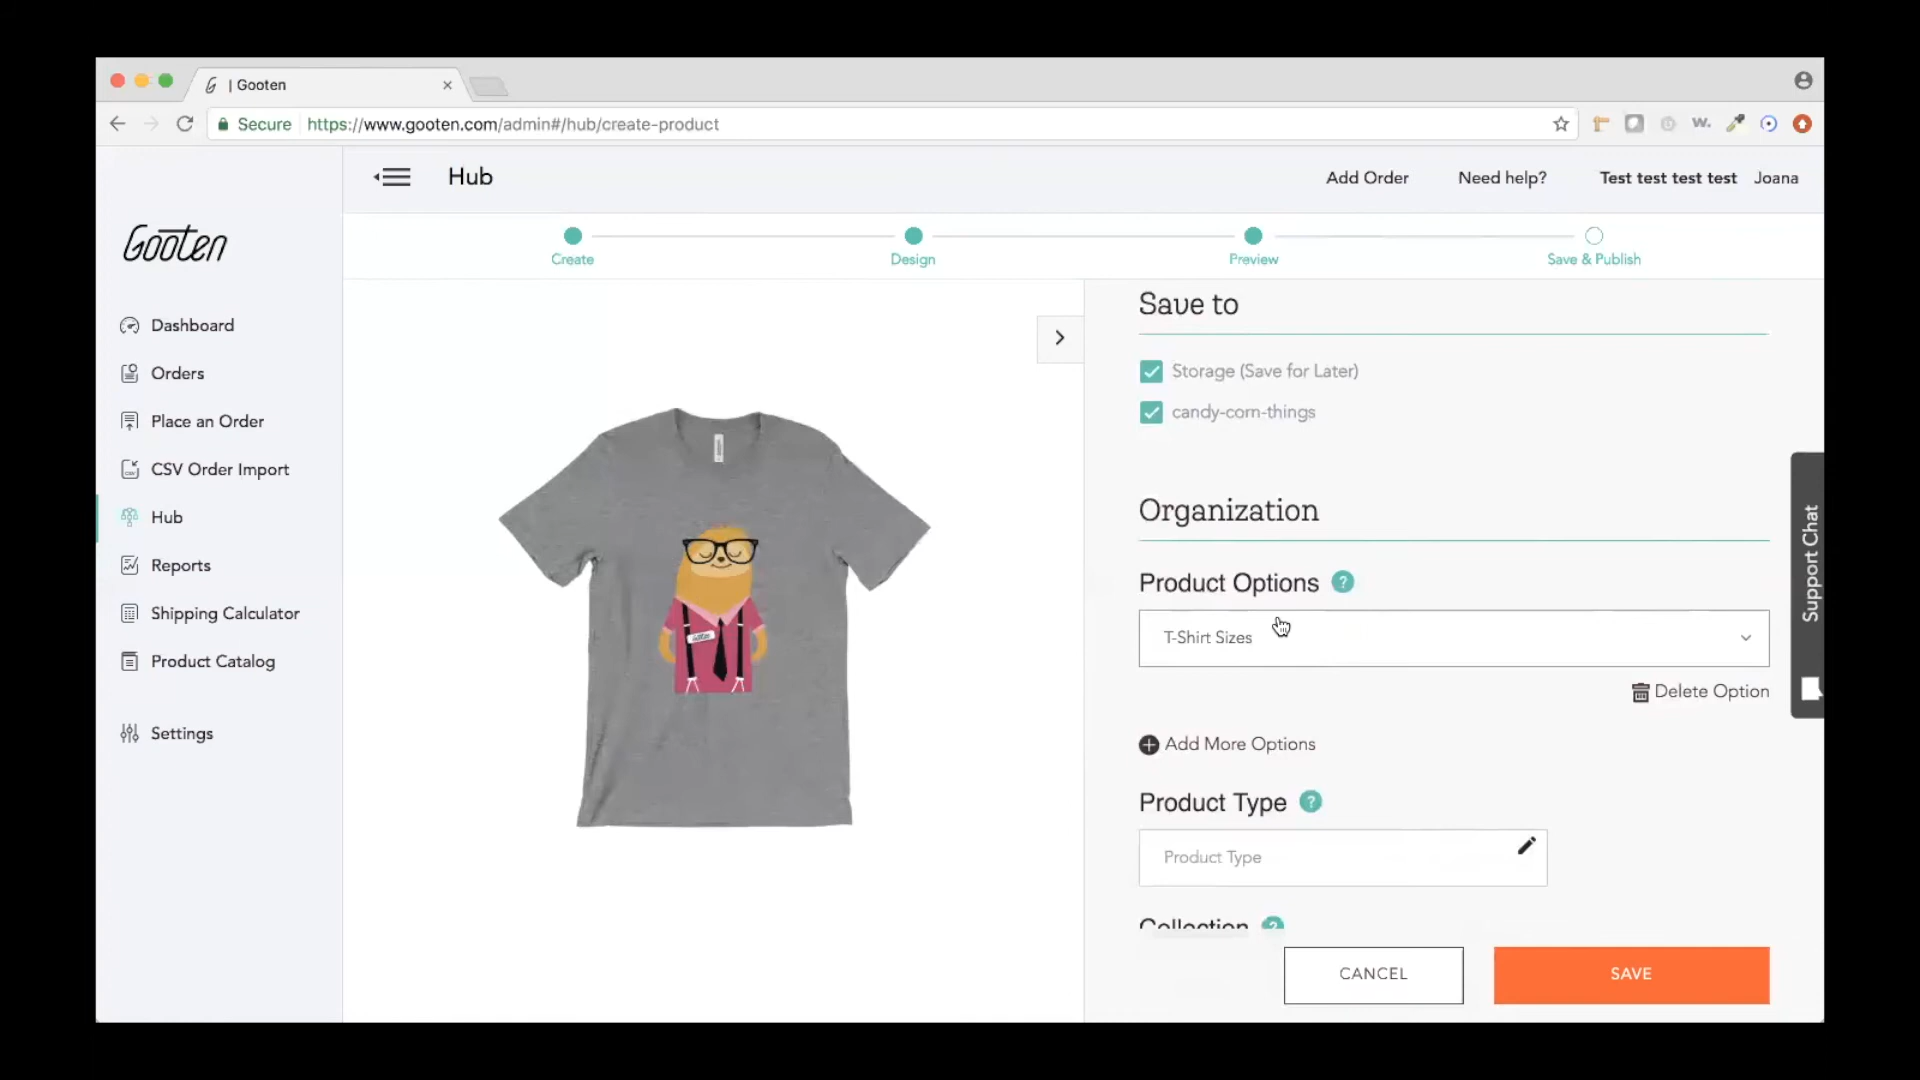 | Gooten
Secure https://www.gooten.com/admin#/hub/create-product
Hub
Add Order
Need help?
Test test test test Joana
Gooten
Create
Design
Preview
Save & Publish
Dashboard
Orders
Place an Order
CSV Order Import
Hub
Reports
Shipping Calculator
Product Catalog
Settings
Save to
Storage (Save for Later)
candy-corn-things
Organization
Product Options ?
T-Shirt Sizes
Delete Option
Add More Options
Product Type ?
Product Type
Collection ?
CANCEL
SAVE
Support Chat
Gooten